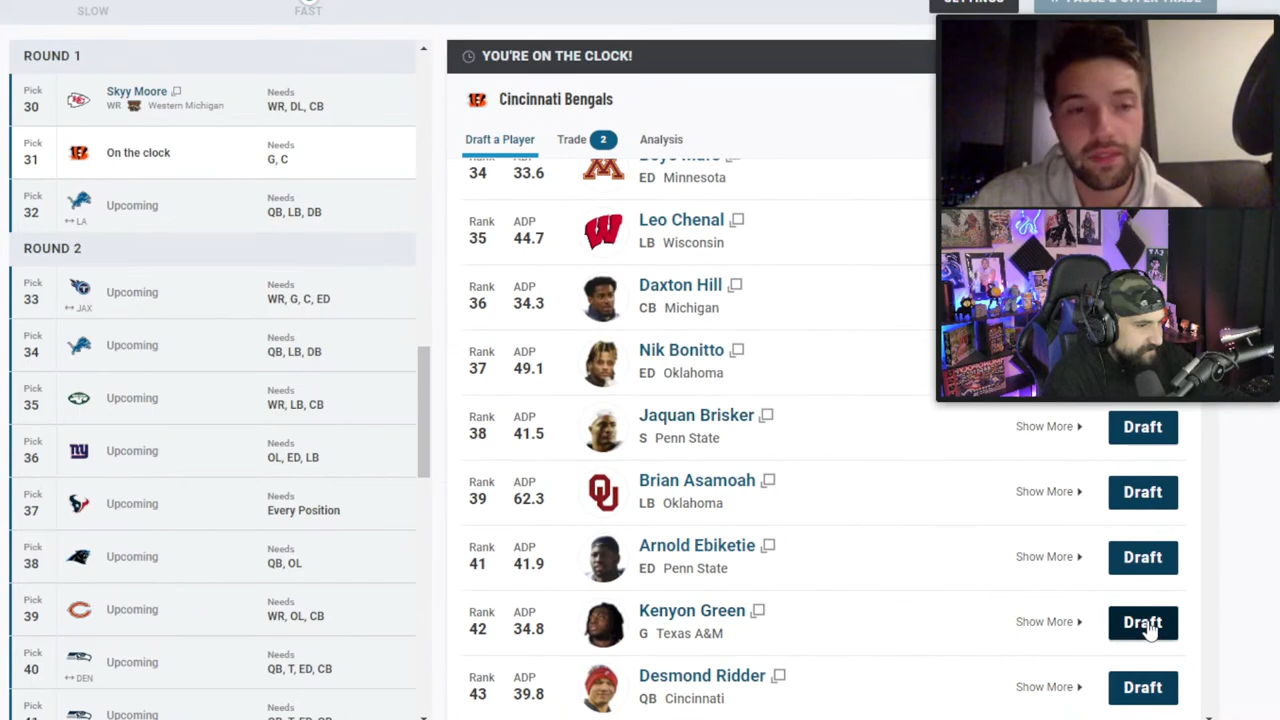 SLOW
FAST
ROUND 1
Pick
30
Skyy Moore
WR Western Michigan
Needs
WR, DL, CB
Pick
31
On the clock
Needs
G, C
Pick
32
↔ LA
Upcoming
Needs
QB, LB, DB
ROUND 2
Pick
33
↔ JAX
Upcoming
Needs
WR, G, C, ED
Pick
34
Upcoming
Needs
QB, LB, DB
Pick
35
Upcoming
Needs
WR, LB, CB
Pick
36
Upcoming
Needs
OL, ED, LB
Pick
37
Upcoming
Needs
Every Position
Pick
38
Upcoming
Needs
QB, OL
Pick
39
Upcoming
Needs
WR, OL, CB
Pick
40
↔ DEN
Upcoming
Needs
QB, T, ED, CB
Pick
Upcoming
Needs
YOU'RE ON THE CLOCK!
Cincinnati Bengals
Draft a Player
Trade 2
Analysis
34 33.6
ED Minnesota
Rank ADP
35 44.7
Leo Chenal
LB Wisconsin
Rank ADP
36 34.3
Daxton Hill
CB Michigan
Rank ADP
37 49.1
Nik Bonitto
ED Oklahoma
Rank ADP
38 41.5
Jaquan Brisker
S Penn State
Show More
Draft
Rank ADP
39 62.3
Brian Asamoah
LB Oklahoma
Show More
Draft
Rank ADP
41 41.9
Arnold Ebiketie
ED Penn State
Show More
Draft
Rank ADP
42 34.8
Kenyon Green
G Texas A&M
Show More
Draft
Rank ADP
43 39.8
Desmond Ridder
QB Cincinnati
Show More
Draft